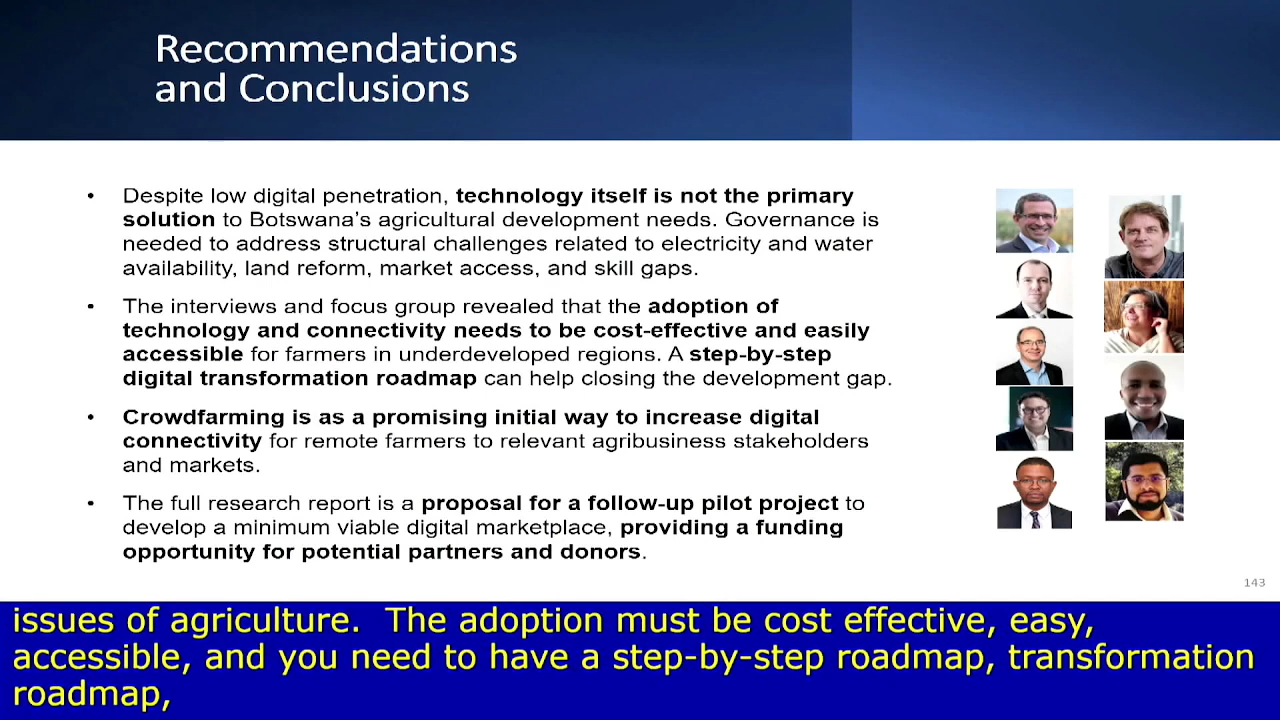 Recommendations
and Conclusions
• Despite low digital penetration, technology itself is not the primary
solution to Botswana's agricultural development needs. Governance is
needed to address structural challenges related to electricity and water
availability, land reform, market access, and skill gaps.
• The interviews and focus group revealed that the adoption of
technology and connectivity needs to be cost-effective and easily
accessible for farmers in underdeveloped regions. A step-by-step
digital transformation roadmap can help closing the development gap.
• Crowdfarming is as a promising initial way to increase digital
connectivity for remote farmers to relevant agribusiness stakeholders
and markets.
• The full research report is a proposal for a follow-up pilot project to
develop a minimum viable digital marketplace, providing a funding
opportunity for potential partners and donors.
143
issues of agriculture.  The adoption must be cost effective, easy,
accessible, and you need to have a step-by-step roadmap, transformation
roadmap,